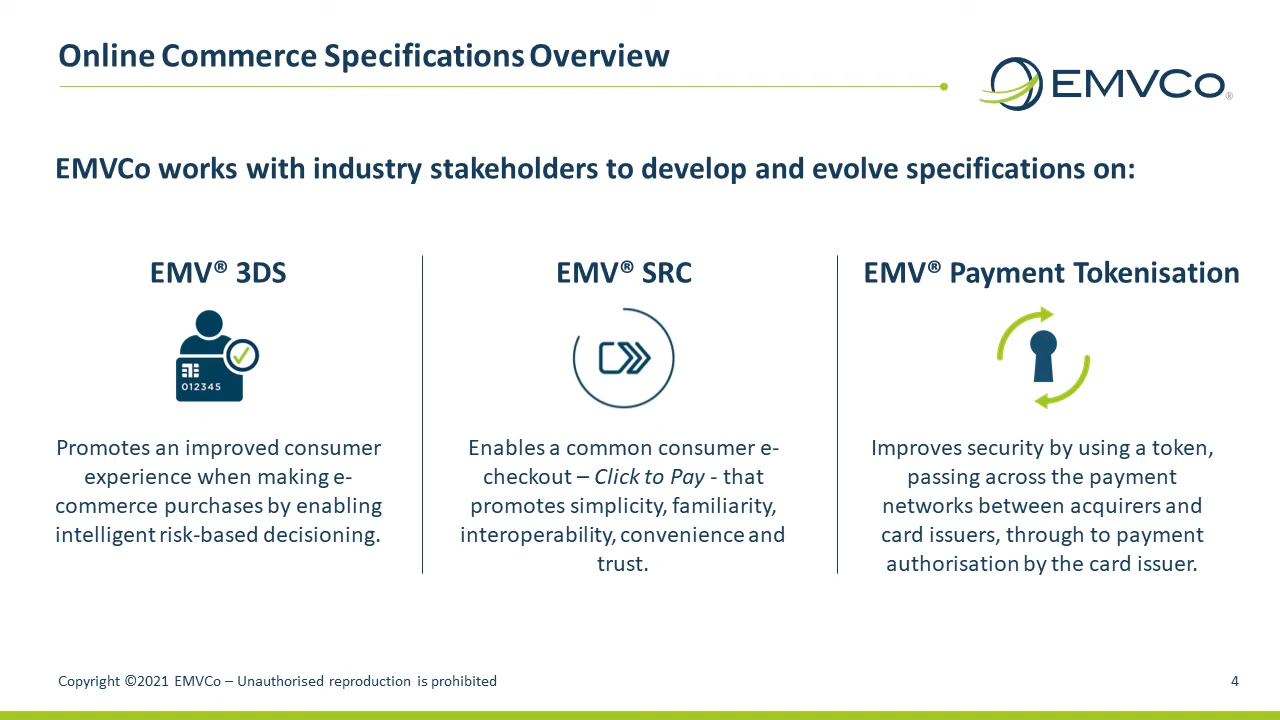 Online Commerce Specifications Overview
EMVCo®
EMVCo works with industry stakeholders to develop and evolve specifications on:
EMV® 3DS
012345
Promotes an improved consumer
experience when making e-
commerce purchases by enabling
intelligent risk-based decisioning.
EMV® SRC
Enables a common consumer e-
checkout – Click to Pay - that
promotes simplicity, familiarity,
interoperability, convenience and
trust.
EMV® Payment Tokenisation
Improves security by using a token,
passing across the payment
networks between acquirers and
card issuers, through to payment
authorisation by the card issuer.
Copyright ©2021 EMVCo – Unauthorised reproduction is prohibited
4